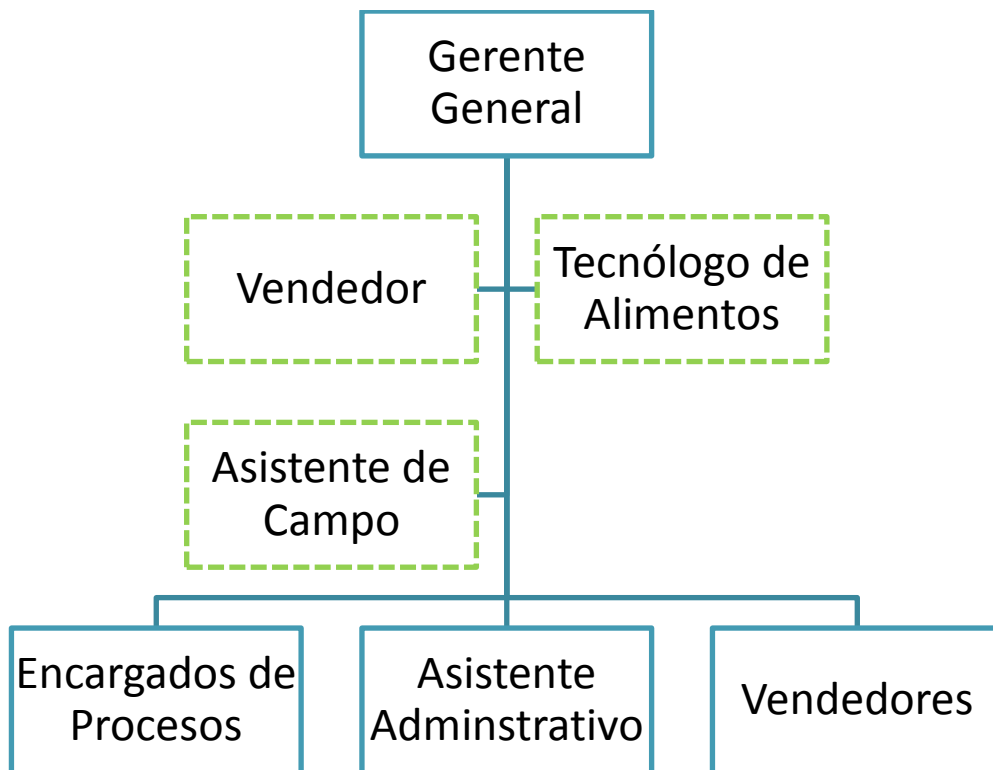 Gerente
General
Vendedor
Tecnólogo de
Alimentos
Asistente de
Campo
Encargados de
Procesos
Asistente
Adminstrativo
Vendedores